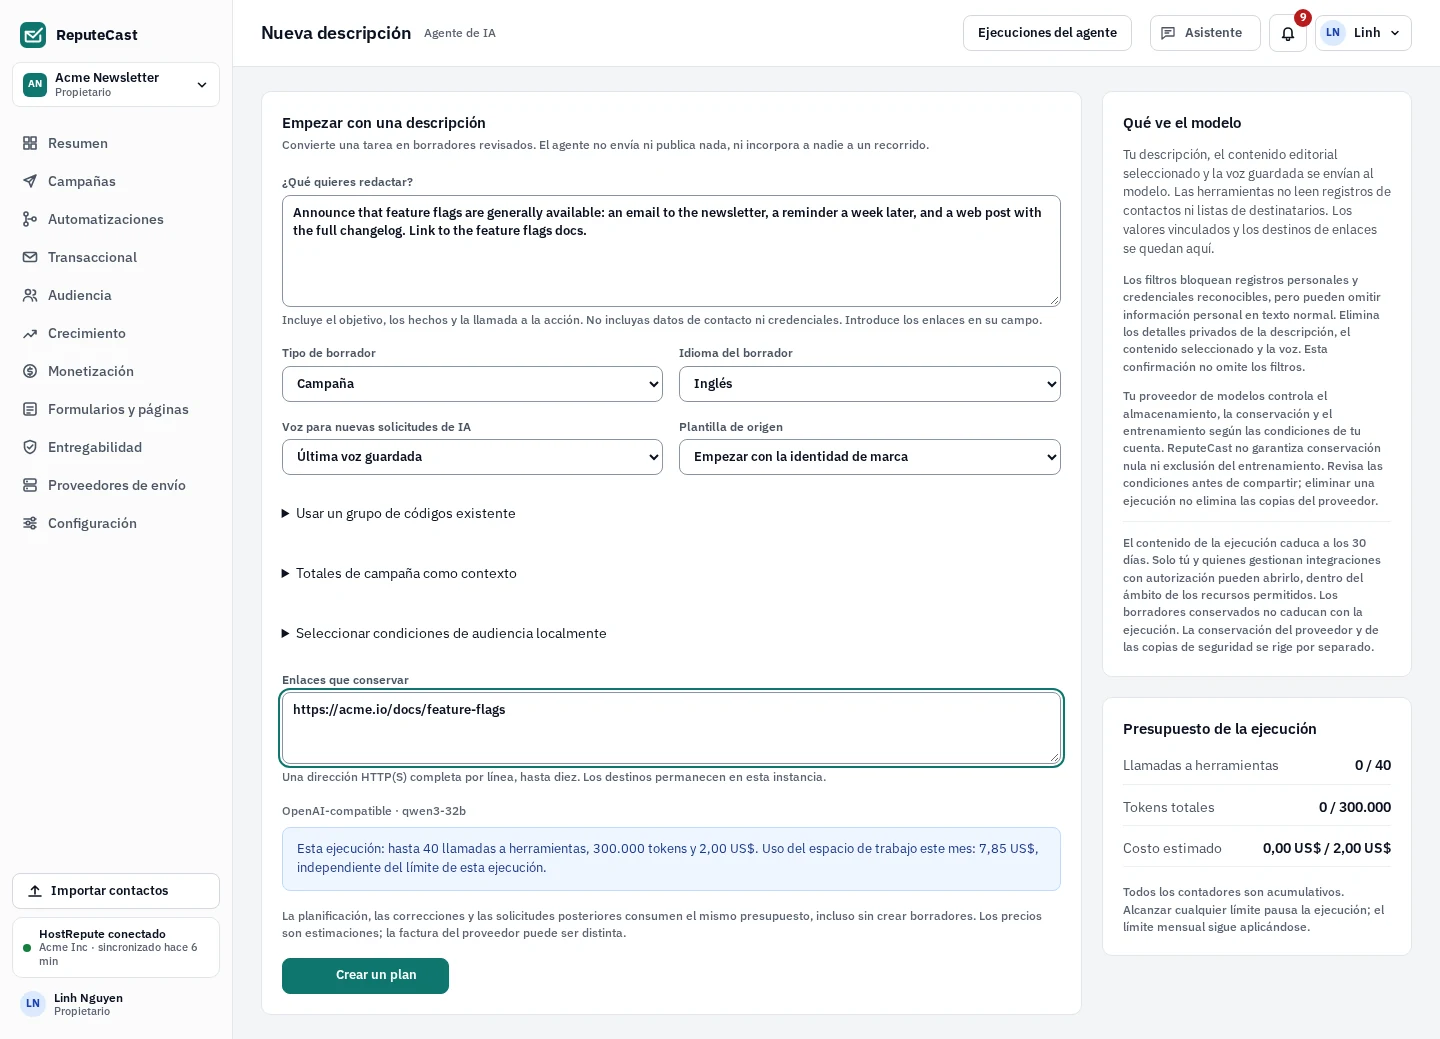 ReputeCast
AN
Acme Newsletter
Propietario
Resumen
Campañas
Automatizaciones
Transaccional
Audiencia
Crecimiento
Monetización
Formularios y páginas
Entregabilidad
Proveedores de envío
Configuración
Importar contactos
HostRepute conectado
Acme Inc · sincronizado hace 6
min
LN
Linh Nguyen
Propietario
Nueva descripción
Agente de IA
Ejecuciones del agente
Asistente
9
LN
Linh
Empezar con una descripción
Convierte una tarea en borradores revisados. El agente no envía ni publica nada, ni incorpora a nadie a un recorrido.
¿Qué quieres redactar?
Announce that feature flags are generally available: an email to the newsletter, a reminder a week later, and a web post with
the full changelog. Link to the feature flags docs.
Incluye el objetivo, los hechos y la llamada a la acción. No incluyas datos de contacto ni credenciales. Introduce los enlaces en su campo.
Tipo de borrador
Idioma del borrador
Campaña
Inglés
Voz para nuevas solicitudes de IA
Plantilla de origen
Última voz guardada
Empezar con la identidad de marca
Usar un grupo de códigos existente
Totales de campaña como contexto
Seleccionar condiciones de audiencia localmente
Enlaces que conservar
https://acme.io/docs/feature-flags
Una dirección HTTP(S) completa por línea, hasta diez. Los destinos permanecen en esta instancia.
OpenAI-compatible · qwen3-32b
Esta ejecución: hasta 40 llamadas a herramientas, 300.000 tokens y 2,00 US$. Uso del espacio de trabajo este mes: 7,85 US$,
independiente del límite de esta ejecución.
La planificación, las correcciones y las solicitudes posteriores consumen el mismo presupuesto, incluso sin crear borradores. Los precios
son estimaciones; la factura del proveedor puede ser distinta.
Crear un plan
Qué ve el modelo
Tu descripción, el contenido editorial
seleccionado y la voz guardada se envían al
modelo. Las herramientas no leen registros de
contactos ni listas de destinatarios. Los
valores vinculados y los destinos de enlaces
se quedan aquí.
Los filtros bloquean registros personales y
credenciales reconocibles, pero pueden omitir
información personal en texto normal. Elimina
los detalles privados de la descripción, el
contenido seleccionado y la voz. Esta
confirmación no omite los filtros.
Tu proveedor de modelos controla el
almacenamiento, la conservación y el
entrenamiento según las condiciones de tu
cuenta. ReputeCast no garantiza conservación
nula ni exclusión del entrenamiento. Revisa las
condiciones antes de compartir; eliminar una
ejecución no elimina las copias del proveedor.
El contenido de la ejecución caduca a los 30
días. Solo tú y quienes gestionan integraciones
con autorización pueden abrirlo, dentro del
ámbito de los recursos permitidos. Los
borradores conservados no caducan con la
ejecución. La conservación del proveedor y de
las copias de seguridad se rige por separado.
Presupuesto de la ejecución
Llamadas a herramientas 0 / 40
Tokens totales 0 / 300.000
Costo estimado 0,00 US$ / 2,00 US$
Todos los contadores son acumulativos.
Alcanzar cualquier límite pausa la ejecución; el
límite mensual sigue aplicándose.